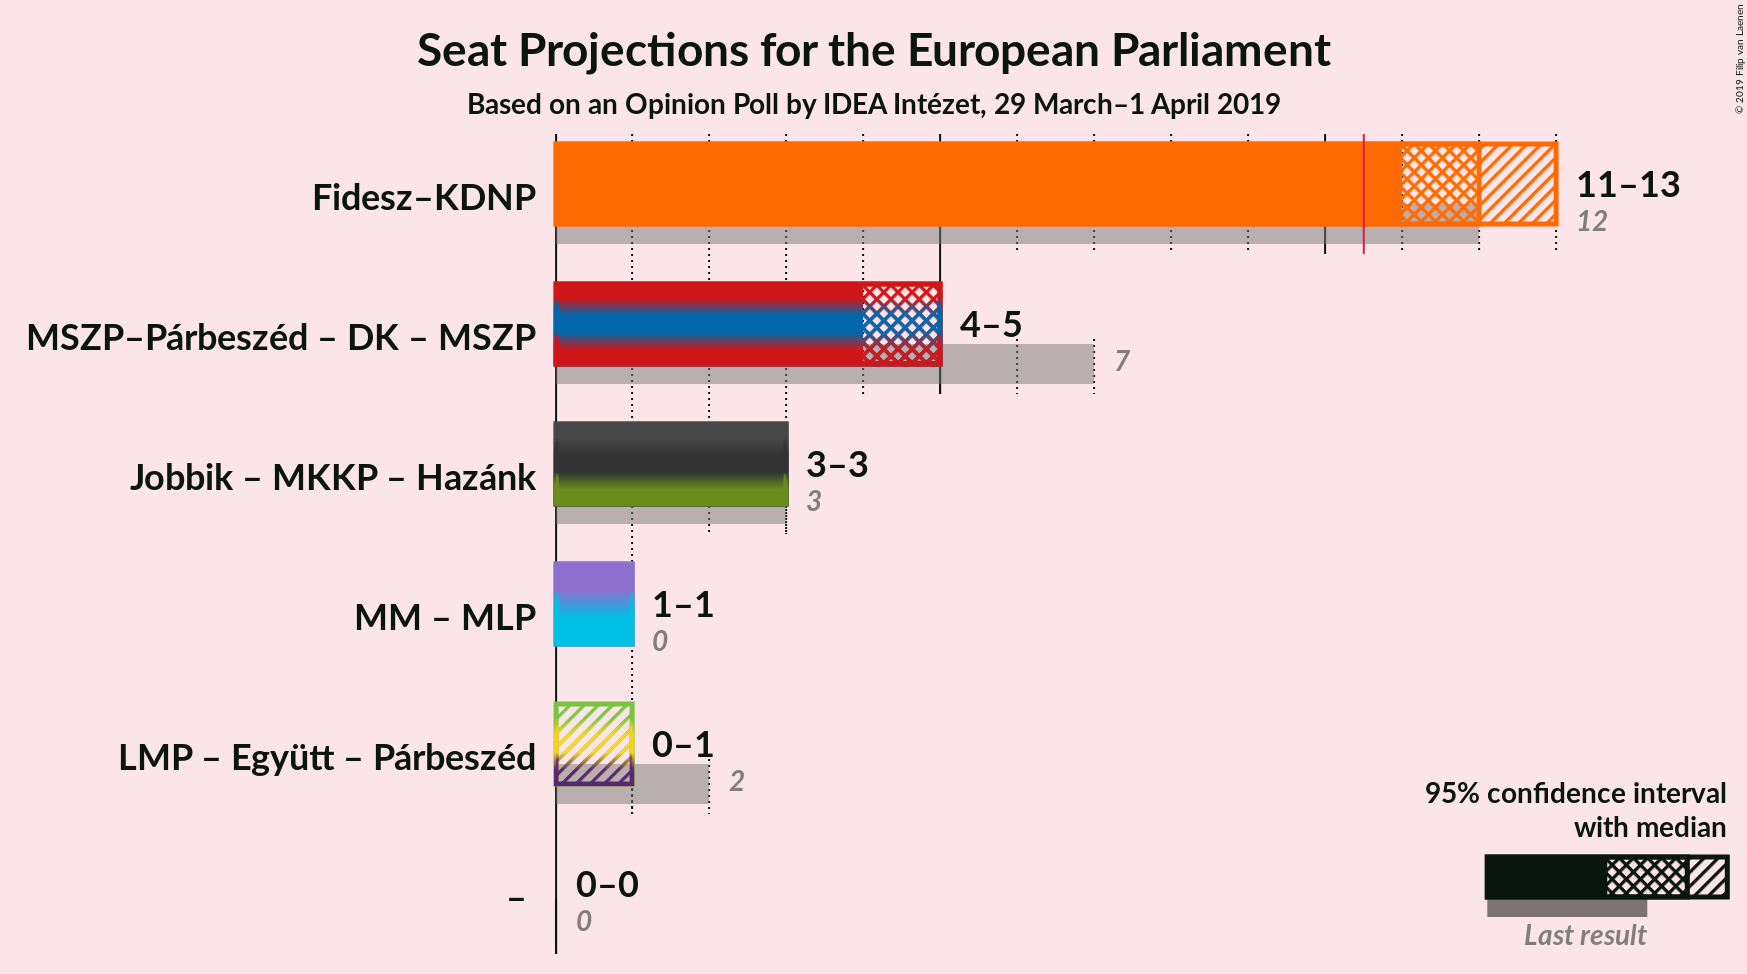 Seat Projections for the European Parliament
Based on an Opinion Poll by IDEA Intézet, 29 March–1 April 2019
© 2019 Filip van Laenen
Fidesz–KDNP
11–13
12
MSZP–Párbeszéd – DK – MSZP
4–5
7
Jobbik – MKKP – Hazánk
3–3
3
MM – MLP
1–1
0
LMP – Együtt – Párbeszéd
0–1
2
–
0–0
0
95% confidence interval
with median
Last result